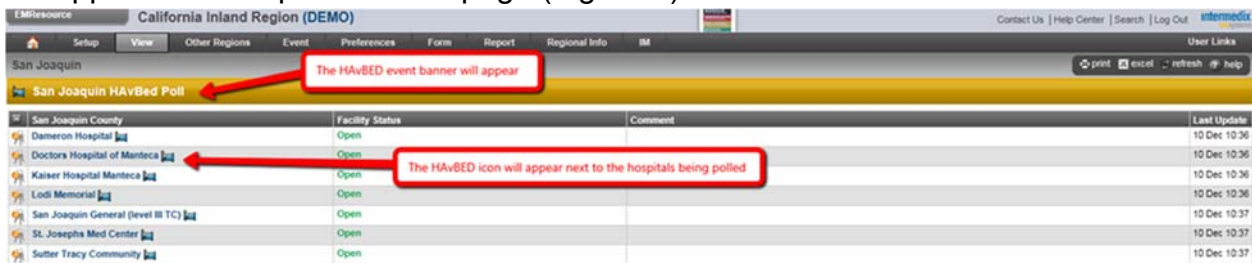 EMResource California Inland Region (DEMO) Contact Us | Help Center | Search | Log Out intermedix
Setup View Other Regions Event Preferences Form Report Regional Info IM User Links
San Joaquin print excel refresh help
The HAvBED event banner will appear
San Joaquin HAvBed Poll
San Joaquin County Facility Status Comment Last Update
Dameron Hospital Open 10 Dec 10:36
Doctors Hospital of Manteca Open 10 Dec 10:36
The HAvBED icon will appear next to the hospitals being polled
Kaiser Hospital Manteca Open 10 Dec 10:36
Lodi Memorial Open 10 Dec 10:36
San Joaquin General (level III TC) Open 10 Dec 10:37
St. Josephs Med Center Open 10 Dec 10:37
Sutter Tracy Community Open 10 Dec 10:37